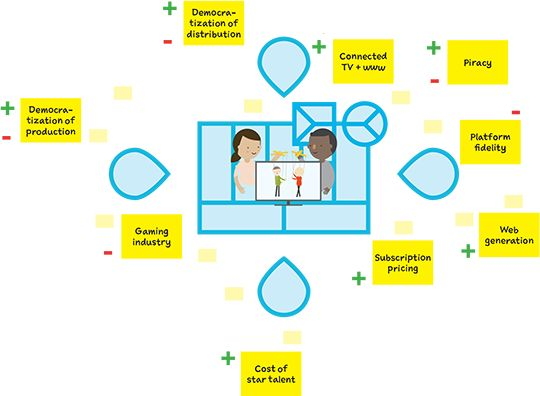 Democra-
tization of
distribution
Connected
TV + www
Piracy
Democra-
tization of
production
Platform
fidelity
Gaming
industry
Web
generation
Subscription
pricing
Cost of
star talent